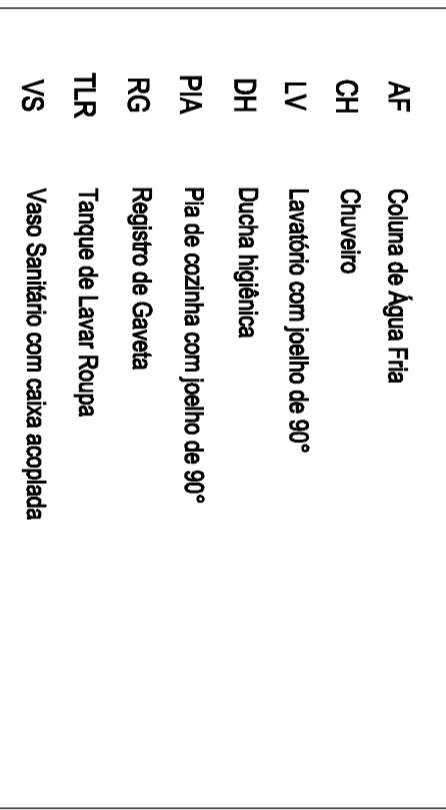 AF Coluna de Água Fria
CH Chuveiro
LV Lavatório com joelho de 90°
DH Ducha higiênica
PIA Pia de cozinha com joelho de 90°
RG Registro de Gaveta
TLR Tanque de Lavar Roupa
VS Vaso Sanitário com caixa acoplada